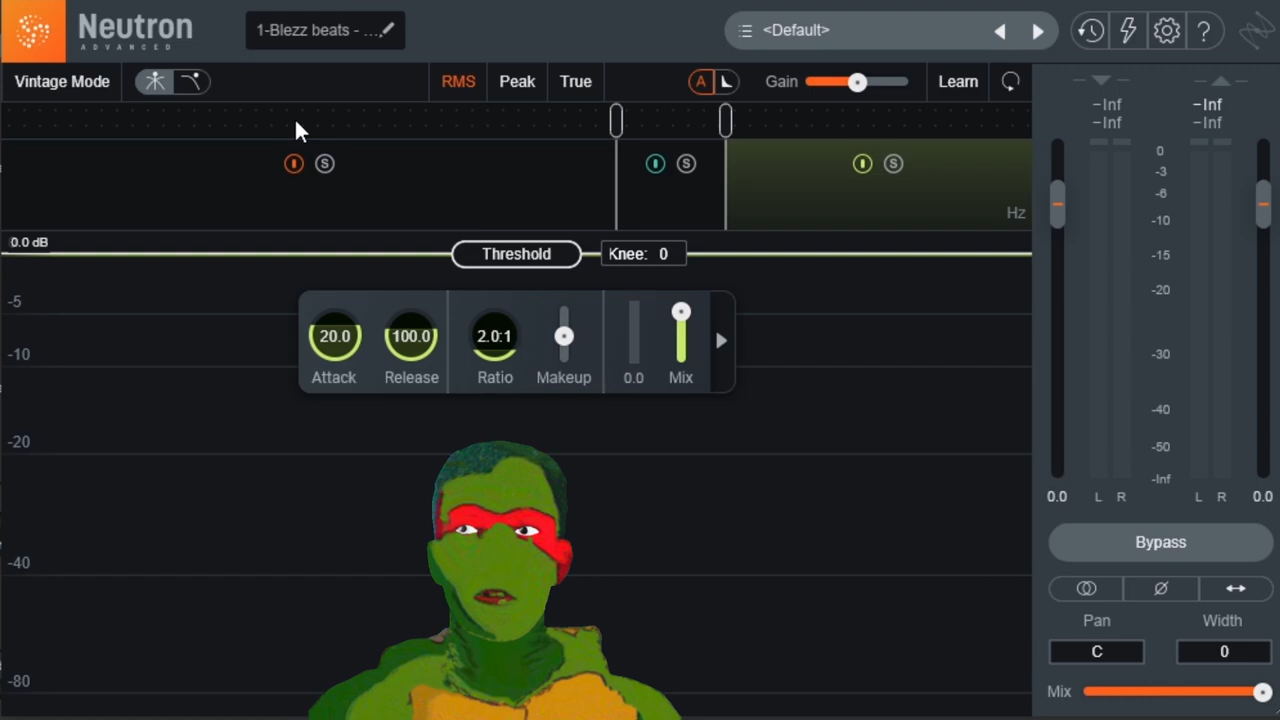 Neutron
ADVANCED
1-Blezz beats - ...
<Default>
?
Vintage Mode
RMS
Peak
True
A
Gain
Learn
S
S
S
Hz
0.0 dB
Threshold
Knee: 0
-5
-10
-20
-40
-80
20.0
100.0
2.0:1
Attack
Release
Ratio
Makeup
0.0
Mix
-Inf
-Inf
-Inf
-Inf
0
-3
-6
-10
-15
-20
-30
-40
-50
-Inf
0.0
L
R
L
R
0.0
Bypass
Pan
Width
C
0
Mix